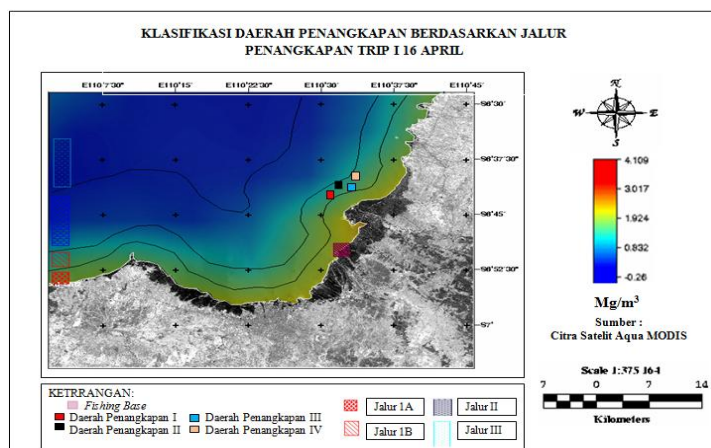 KLASIFIKASI DAERAH PENANGKAPAN BERDASARKAN JALUR
PENANGKAPAN TRIP I 16 APRIL
E110°7'30" E110°15' E110°22'30" E110°30' E110°37'30" E110°45'
S6°30'
S6°37'30"
S6°45'
S6°52'30"
S7°
N
W E
S
4.109
3.017
1.924
0.832
-0.26
Mg/m³
Sumber :
Citra Satelit Aqua MODIS
Scale 1:375 164
7 0 7 14
Kilometers
KETRRANGAN:
Fishing Base
Daerah Penangkapan I
Daerah Penangkapan II
Daerah Penangkapan III
Daerah Penangkapan IV
Jalur 1A
Jalur 1B
Jalur II
Jalur III